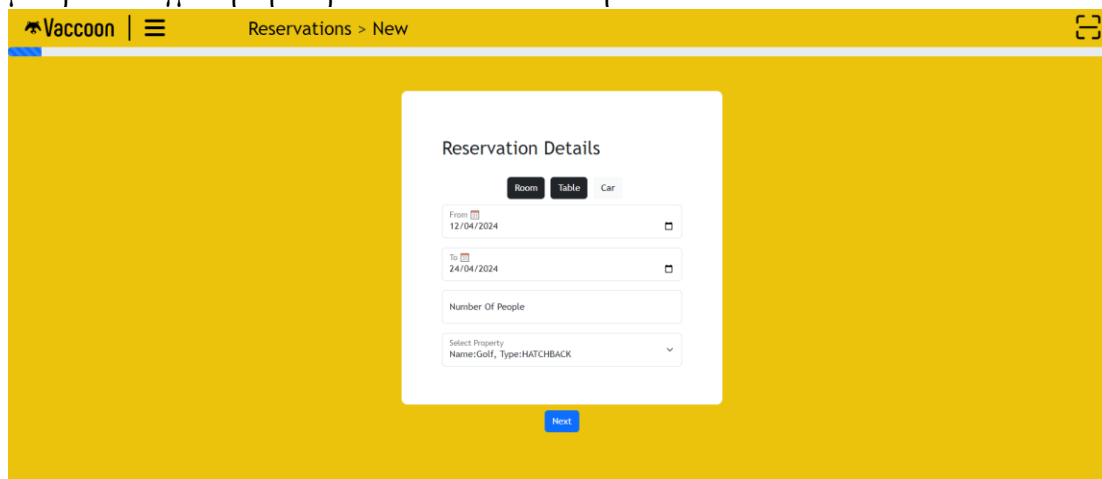 Vaccoon
Reservations > New
Reservation Details
Room Table Car
From
12/04/2024
To
24/04/2024
Number Of People
Select Property
Name:Golf, Type:HATCHBACK
Next